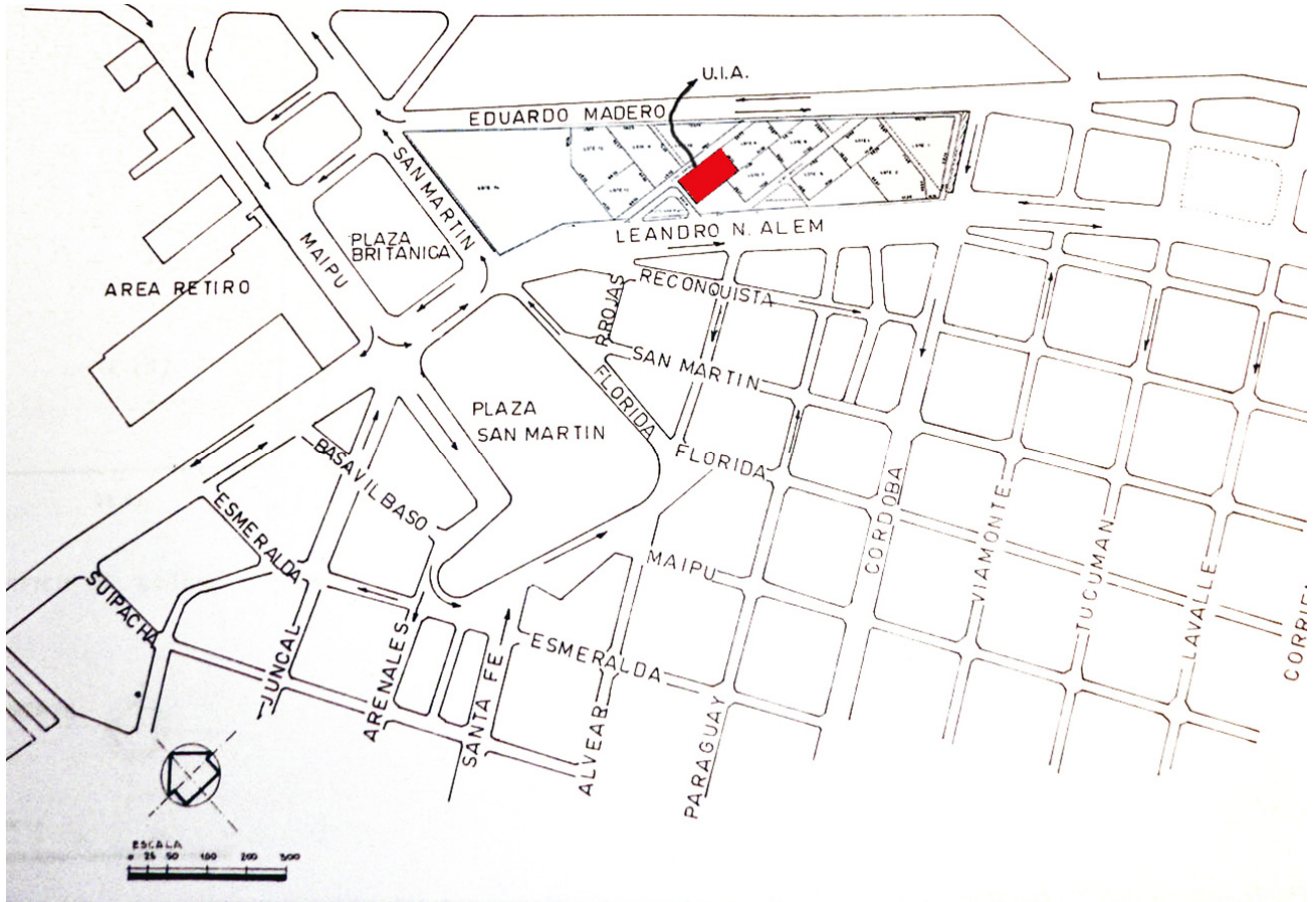 U.I.A.
EDUARDO MADERO
SAN MARTIN
LEANDRO N. ALEM
PLAZA
BRITANICA
MAIPU
AREA RETIRO
RECONQUISTA
R.ROJAS
SAN MARTIN
FLORIDA
PLAZA
SAN MARTIN
FLORIDA
BASAVILBASO
ESMERALDA
MAIPU
CORDOBA
VIAMONTE
TUCUMAN
LAVALLE
CORRIEN
SUIPACHA
JUNCAL
ARENALES
SANTA FE
ESMERALDA
ALVEAR
PARAGUAY
ESCALA
0 25 50 100 200 300